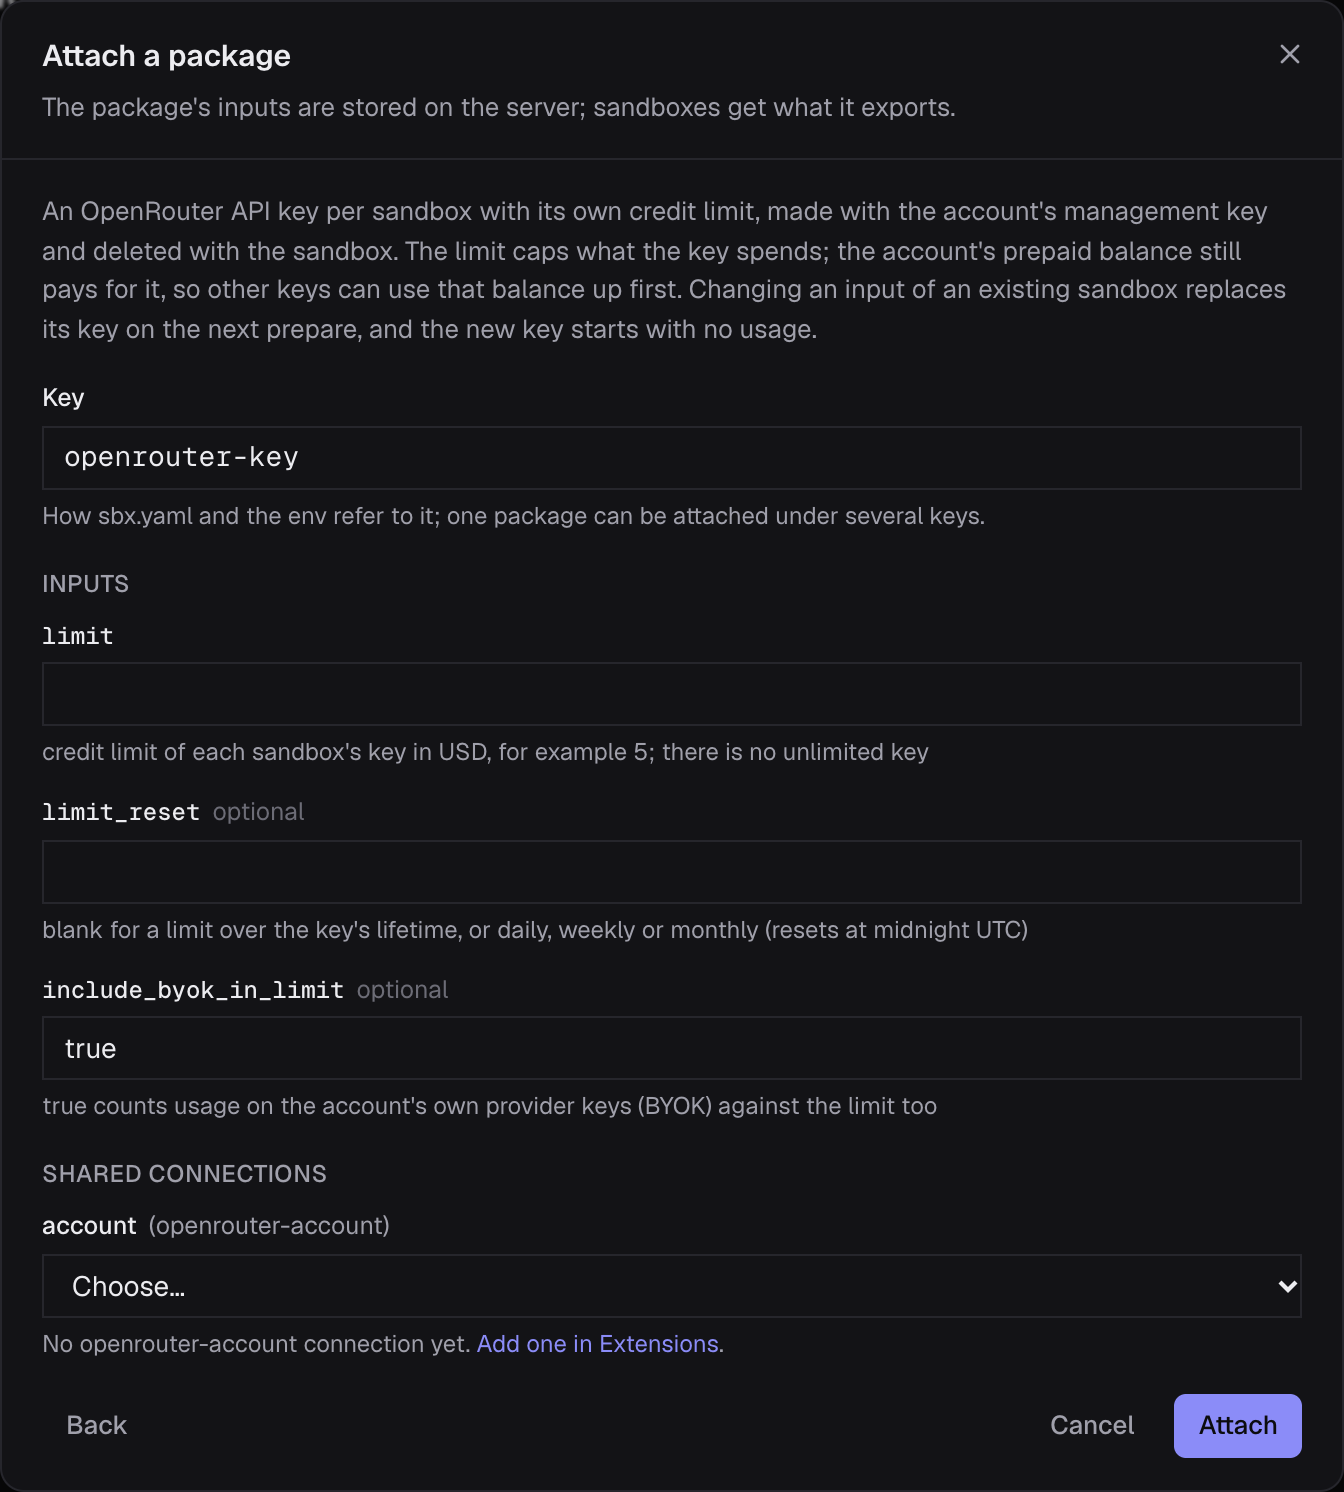 Attach a package
The package's inputs are stored on the server; sandboxes get what it exports.
An OpenRouter API key per sandbox with its own credit limit, made with the account's management key
and deleted with the sandbox. The limit caps what the key spends; the account's prepaid balance still
pays for it, so other keys can use that balance up first. Changing an input of an existing sandbox replaces
its key on the next prepare, and the new key starts with no usage.
Key
openrouter-key
How sbx.yaml and the env refer to it; one package can be attached under several keys.
INPUTS
limit
credit limit of each sandbox's key in USD, for example 5; there is no unlimited key
limit_reset optional
blank for a limit over the key's lifetime, or daily, weekly or monthly (resets at midnight UTC)
include_byok_in_limit optional
true
true counts usage on the account's own provider keys (BYOK) against the limit too
SHARED CONNECTIONS
account (openrouter-account)
Choose...
No openrouter-account connection yet. Add one in Extensions.
Back Cancel Attach